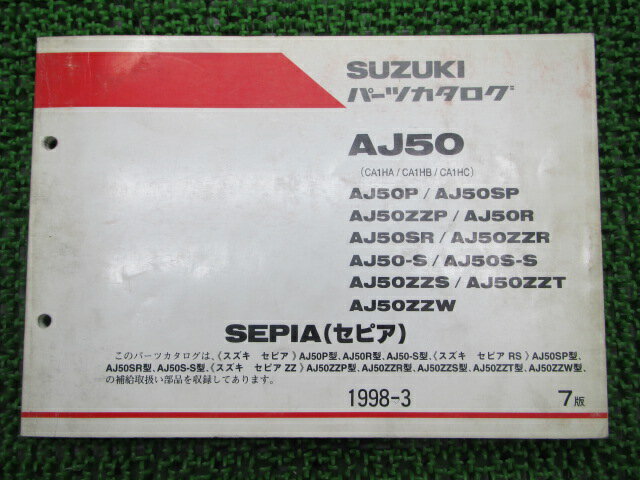 SUZUKI
パーツカタログ
AJ50
(CA1HA / CA1HB / CA1HC)
AJ50P / AJ50SP
AJ50ZZP / AJ50R
AJ50SR / AJ50ZZR
AJ50-S / AJ50S-S
AJ50ZZS / AJ50ZZT
AJ50ZZW
SEPIA(セピア)
このパーツカタログは、〈スズキ セピア〉AJ50P型、AJ50R型、AJ50-S型、〈スズキ セピア RS〉AJ50SP型、
AJ50SR型、AJ50S-S型、〈スズキ セピア ZZ〉AJ50ZZP型、AJ50ZZR型、AJ50ZZS型、AJ50ZZT型、AJ50ZZW型、
の補給取扱い部品を収録してあります。
1998-3 7版